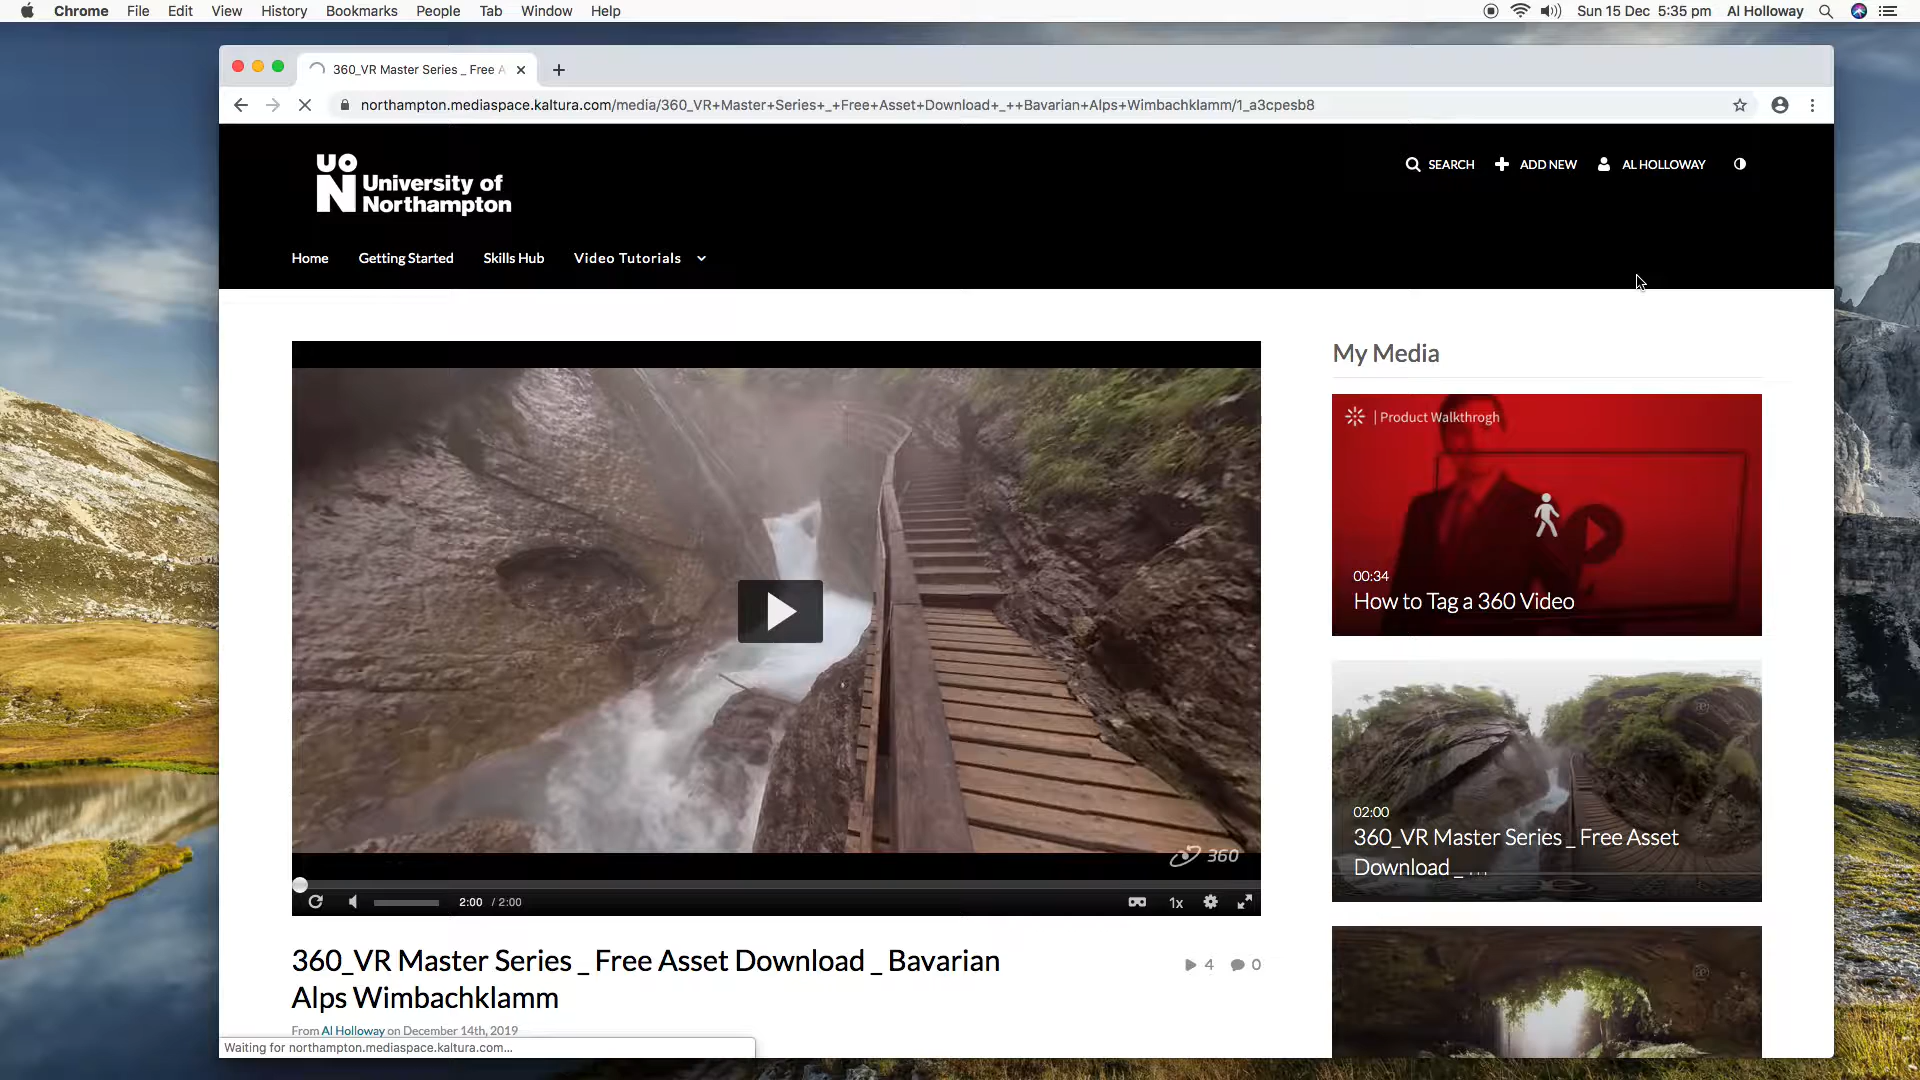 Chrome File Edit View History Bookmarks People Tab Window Help
Sun 15 Dec 5:35 pm Al Holloway
360_VR Master Series _ Free A
northampton.mediaspace.kaltura.com/media/360_VR+Master+Series+_+Free+Asset+Download+_++Bavarian+Alps+Wimbachklamm/1_a3cpesb8
UO
N University of
Northampton
SEARCH ADD NEW AL HOLLOWAY
Home Getting Started Skills Hub Video Tutorials
My Media
| Product Walkthrogh
00:34
How to Tag a 360 Video
02:00
360_VR Master Series _ Free Asset
Download _ ...
360
2:00 / 2:00
1x
360_VR Master Series _ Free Asset Download _ Bavarian
Alps Wimbachklamm
4 0
From Al Holloway on December 14th, 2019
Waiting for northampton.mediaspace.kaltura.com...